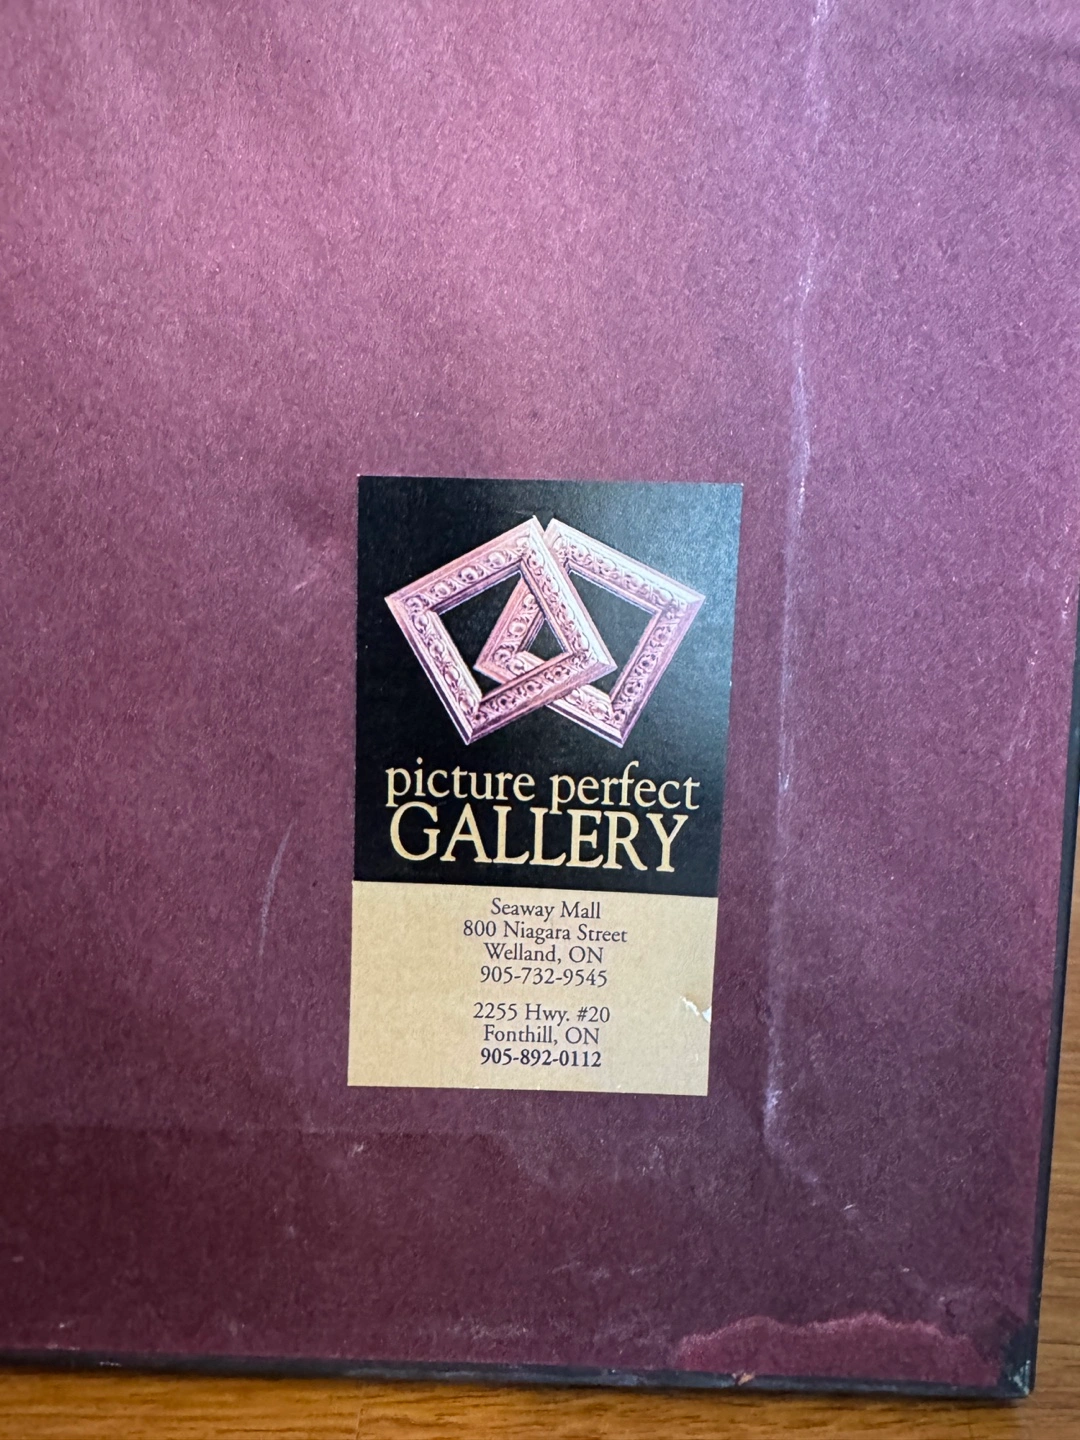 picture perfect
GALLERY
Seaway Mall
800 Niagara Street
Welland, ON
905-732-9545
2255 Hwy. #20
Fonthill, ON
905-892-0112